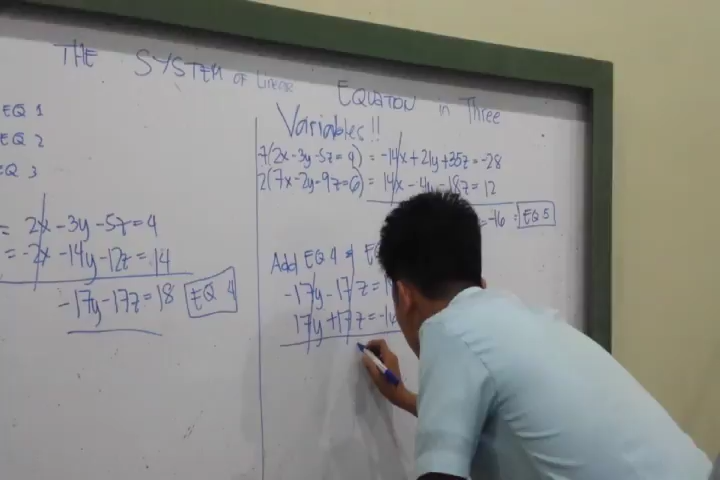 THE SYSTEM OF LINEAR EQUATION in Three
Variables!!
EQ 1
EQ 2
EQ 3
= 2x -3y -5z = 4
= -2x -14y -12z = 14
-17y -17z = 18 EQ 4
7(2x-3y-5z=4) = -14x + 21y + 35z = -28
2(7x-2y-9z=6) = 14x - 4y - 18z = 12
= -16 = EQ 5
Add EQ 4 &
-17y -17z =
17y +17z =